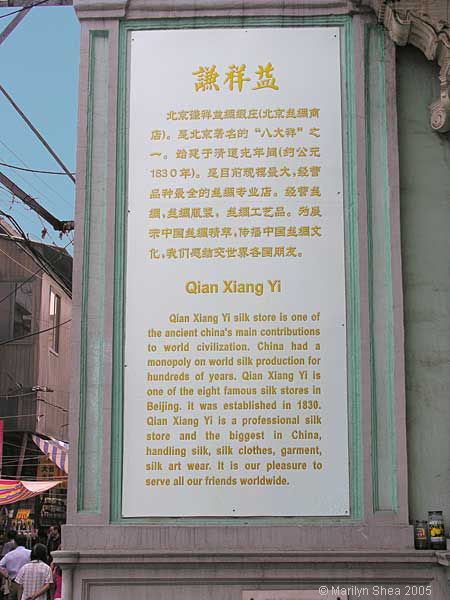 謙祥益
北京谦祥益绸缎庄(北京丝绸商
店)。是北京著名的“八大祥”之
一。始建于清道光年间(约公元
1830年)。是目前规模最大,经营
品种最全的丝绸专业店。经营丝
绸,丝绸服装,丝绸工艺品。为展
示中国丝绸精萃,传播中国丝绸文
化,我们愿结交世界各国朋友。
Qian Xiang Yi
Qian Xiang Yi silk store is one of
the ancient china's main contributions
to world civilization. China had a
monopoly on world silk production for
hundreds of years. Qian Xiang Yi is
one of the eight famous silk stores in
Beijing. it was established in 1830.
Qian Xiang Yi is a professional silk
store and the biggest in China,
handling silk, silk clothes, garment,
silk art wear. It is our pleasure to
serve all our friends worldwide.
© Marilyn Shea 2005